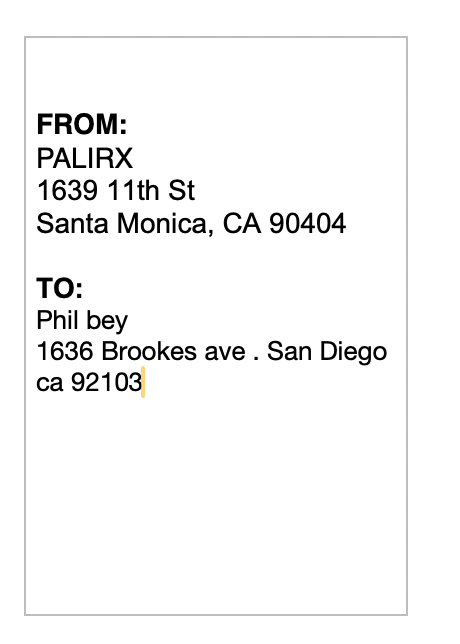 FROM:
PALIRX
1639 11th St
Santa Monica, CA 90404
TO:
Phil bey
1636 Brookes ave . San Diego
ca 92103